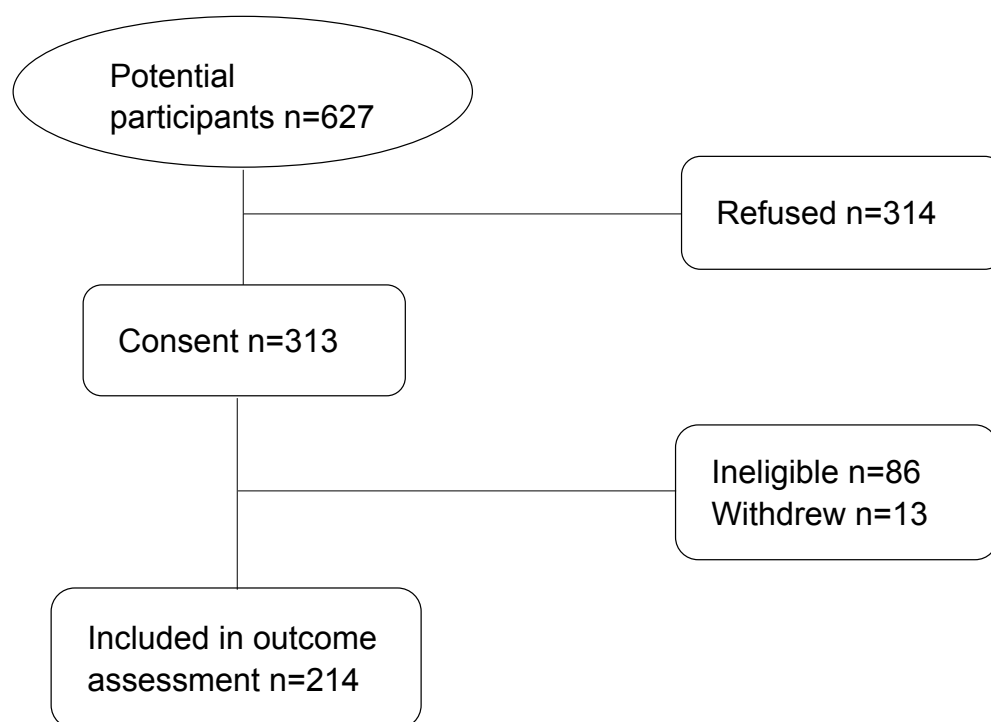 Potential
participants n=627
Refused n=314
Consent n=313
Ineligible n=86
Withdrew n=13
Included in outcome
assessment n=214